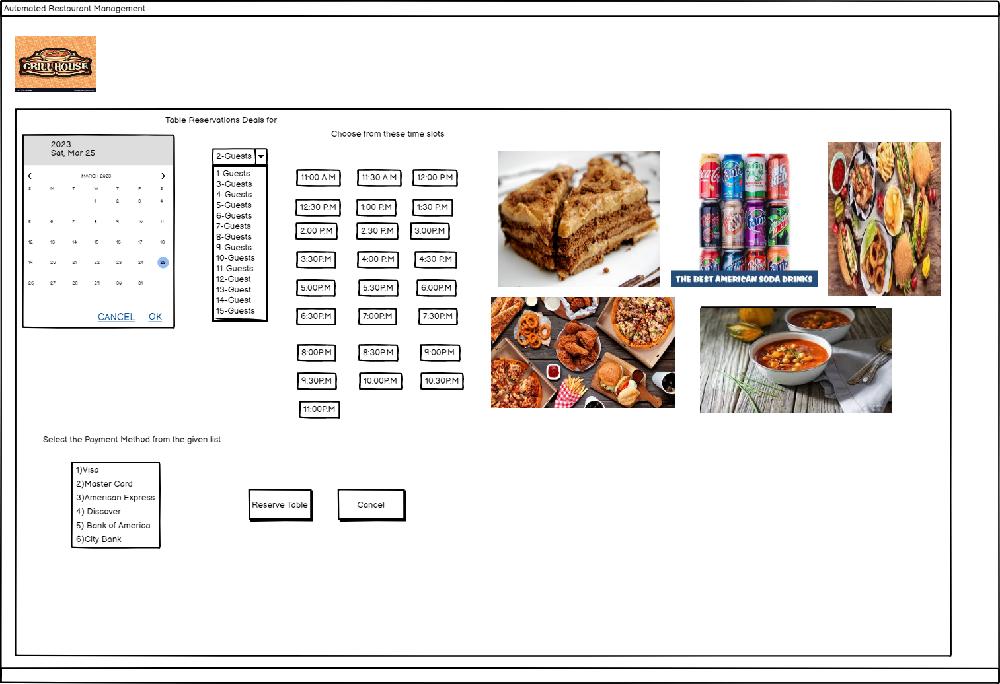 Automated Restaurant Management
GRILL HOUSE
Table Reservations Deals for
Choose from these time slots
2023
Sat, Mar 25
MARCH 2023
S M T W T F S
1 2 3 4
5 6 7 8 9 10 11
12 13 14 15 16 17 18
19 20 21 22 23 24 25
26 27 28 29 30 31
CANCEL OK
2-Guests
1-Guests
3-Guests
4-Guests
5-Guests
6-Guests
7-Guests
8-Guests
9-Guests
10-Guests
11-Guests
12-Guest
13-Guest
14-Guest
15-Guests
11:00 A.M 11:30 A.M 12:00 P.M
12:30 P.M 1:00 P.M 1:30 P.M
2:00 P.M 2:30 P.M 3:00P.M
3:30P.M 4:00 P.M 4:30 P.M
5:00P.M 5:30P.M 6:00P.M
6:30P.M 7:00P.M 7:30P.M
8:00P.M 8:30P.M 9:00P.M
9:30P.M 10:00P.M 10:30P.M
11:00P.M
THE BEST AMERICAN SODA DRINKS
Select the Payment Method from the given list
1)Visa
2)Master Card
3)American Express
4) Discover
5) Bank of America
6)City Bank
Reserve Table
Cancel